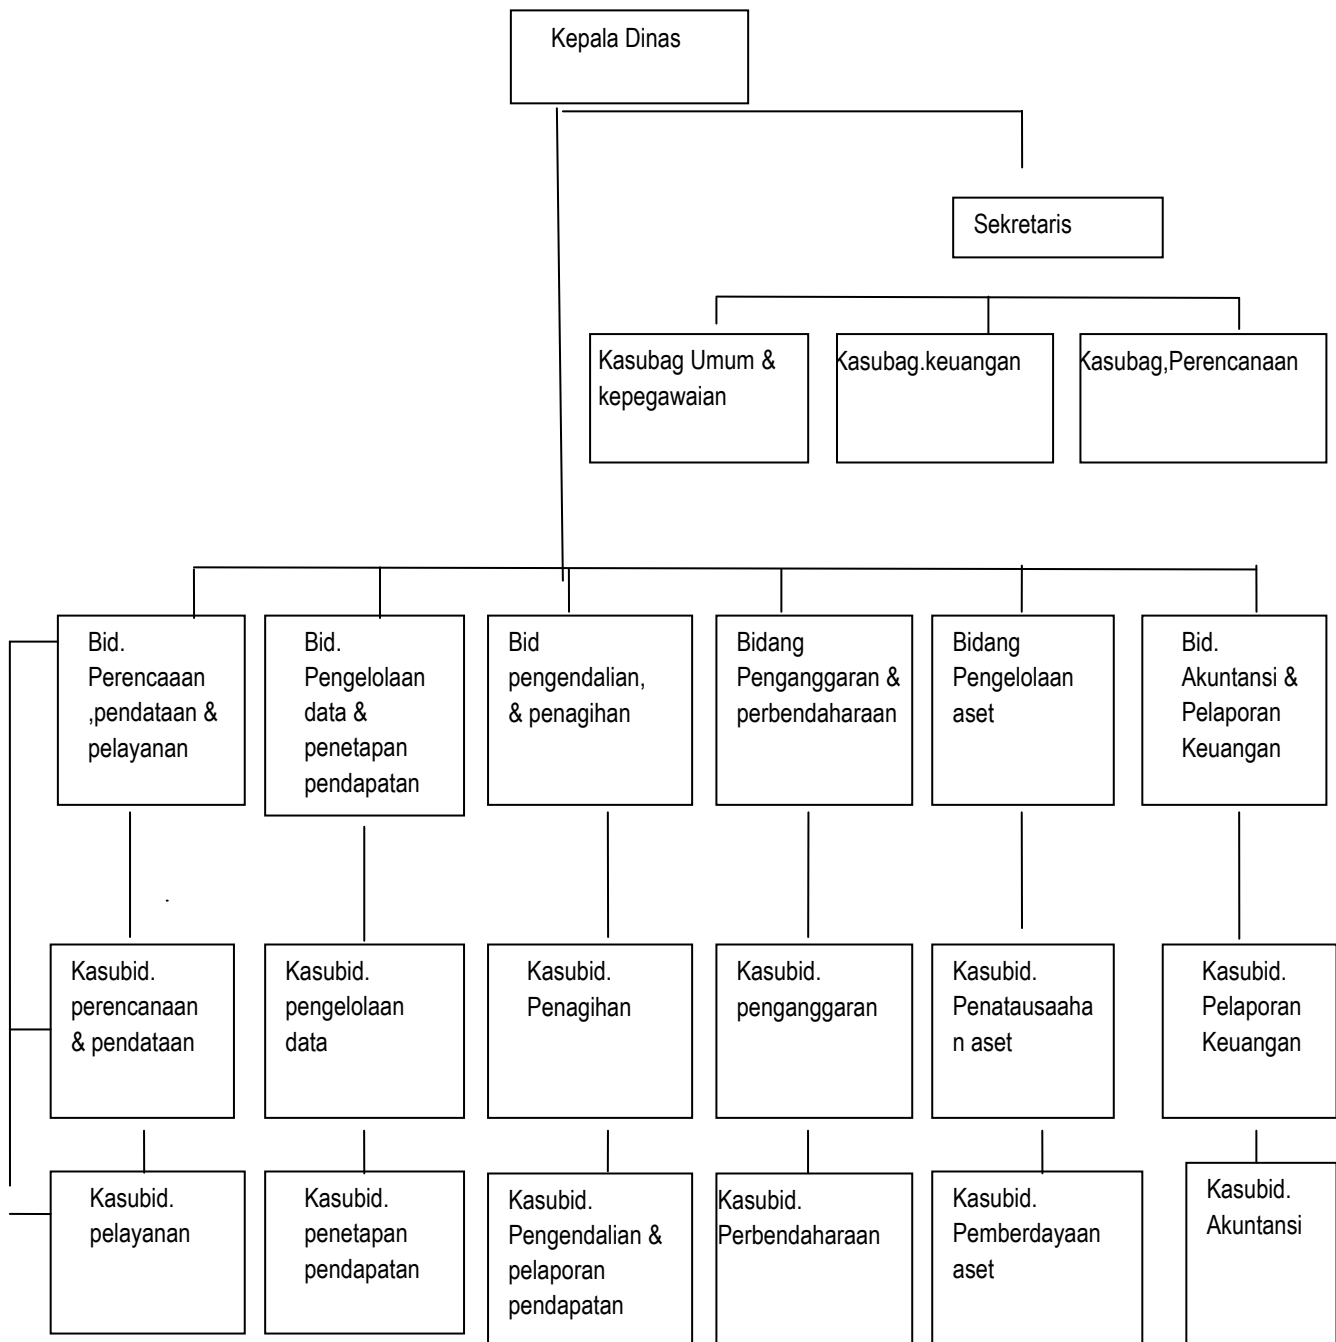 Kepala Dinas
Sekretaris
Kasubag Umum &
kepegawaian
Kasubag.keuangan
Kasubag,Perencanaan
Bid.
Perencaaan
,pendataan &
pelayanan
Bid.
Pengelolaan
data &
penetapan
pendapatan
Bid
pengendalian,
& penagihan
Bidang
Penganggaran &
perbendaharaan
Bidang
Pengelolaan
aset
Bid.
Akuntansi &
Pelaporan
Keuangan
Kasubid.
perencanaan
& pendataan
Kasubid.
pengelolaan
data
Kasubid.
Penagihan
Kasubid.
penganggaran
Kasubid.
Penatausaaha
n aset
Kasubid.
Pelaporan
Keuangan
Kasubid.
pelayanan
Kasubid.
penetapan
pendapatan
Kasubid.
Pengendalian &
pelaporan
pendapatan
Kasubid.
Perbendaharaan
Kasubid.
Pemberdayaan
aset
Kasubid.
Akuntansi